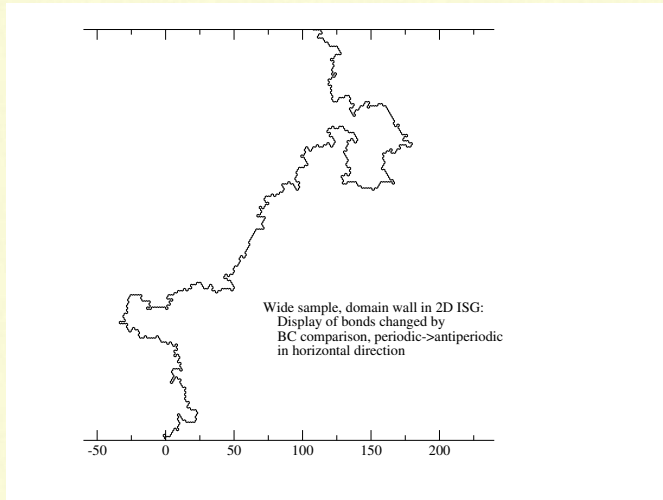 Wide sample, domain wall in 2D ISG:
Display of bonds changed by
BC comparison, periodic->antiperiodic
in horizontal direction
-50 0 50 100 150 200